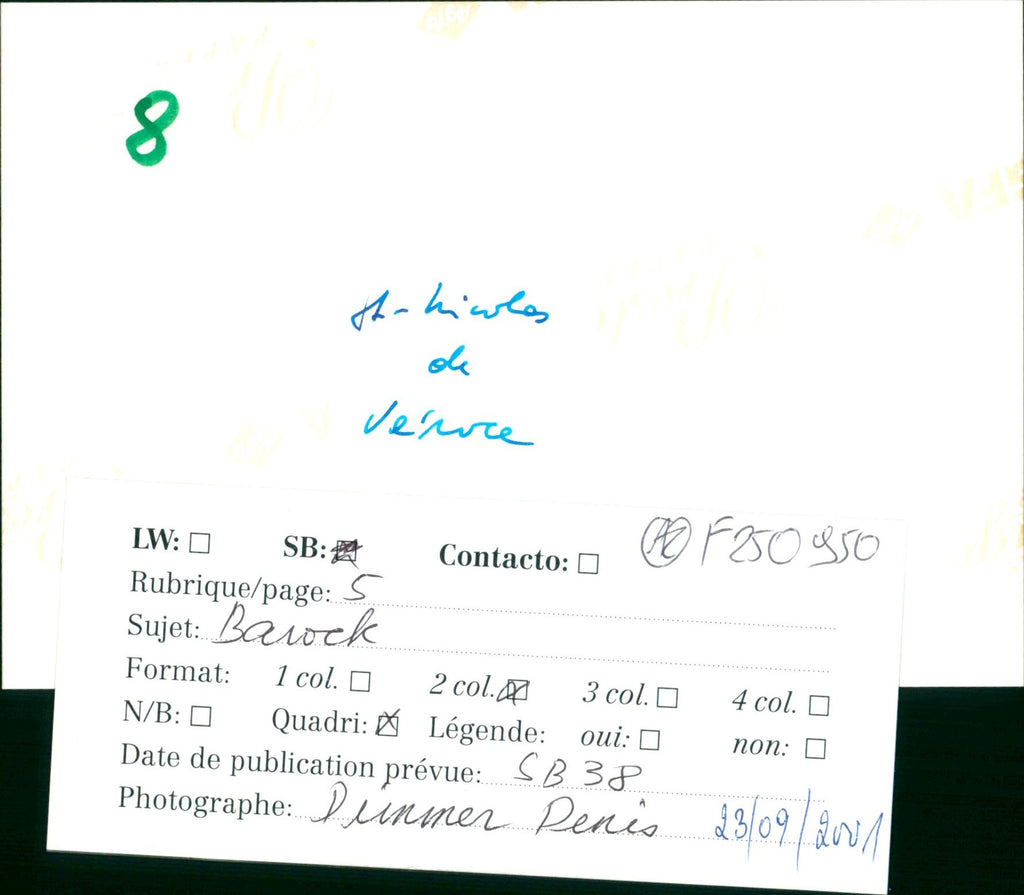 8
St-Nicolas
de
Véroce
LW: ☐ SB: ☒ Contacto: ☐ F250 950
Rubrique/page: 5
Sujet: Barock
Format: 1 col. ☐ 2 col. ☒ 3 col. ☐ 4 col. ☐
N/B: ☐ Quadri: ☒ Légende: oui: ☐ non: ☐
Date de publication prévue: SB 38
Photographe: Dimmer Denis 23/09/2001